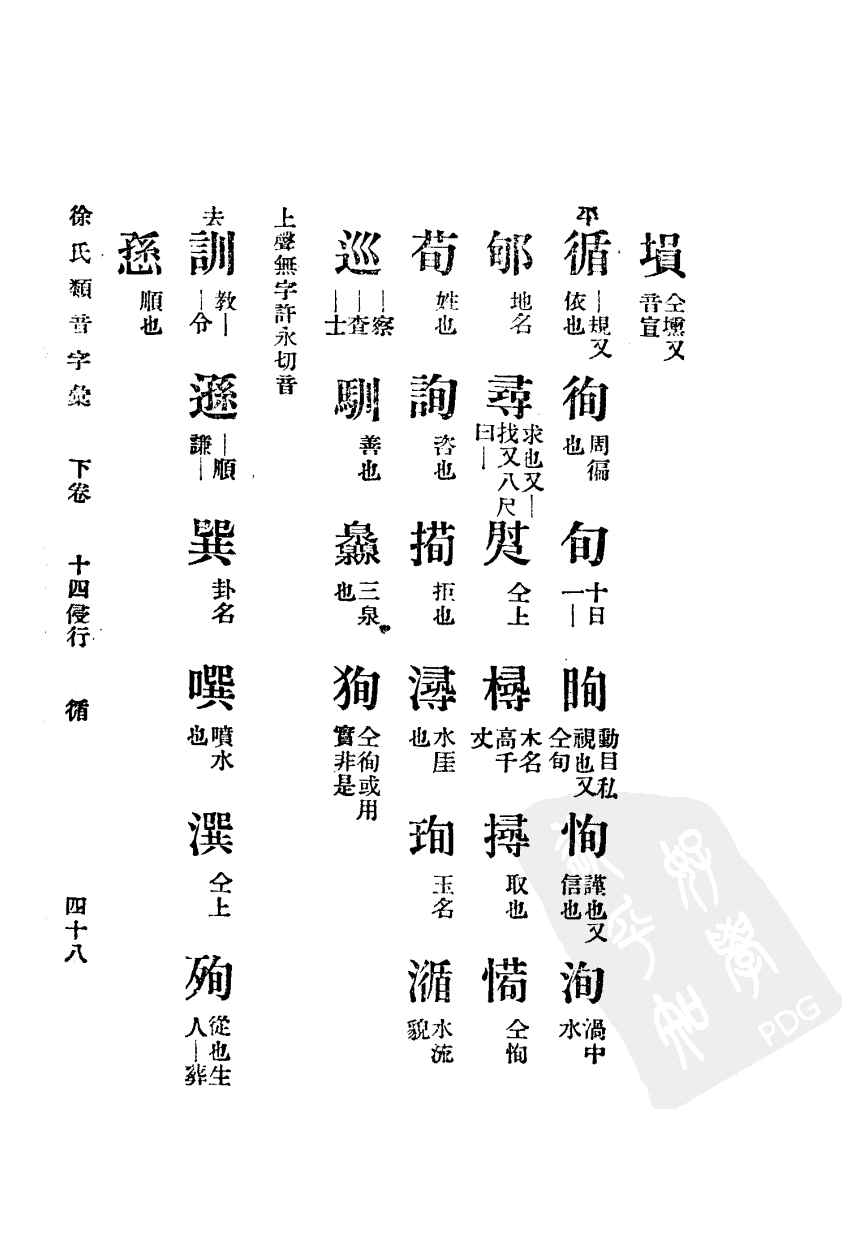 塤 仝壎又音宣
平 循 ｜規又依也 徇 周徧也 旬 十日一｜ 眴 動目私視也又仝旬 恂 謹也又信也 洵 渦中水
郇 地名 尋 求也又｜找又八尺曰｜ 㷉 仝上 樳 木名高千丈 撏 取也 㥪 仝恂
荀 姓也 詢 咨也 㨚 拒也 潯 水厓也 珣 玉名 㵌 水流貌
巡 ｜察｜查｜士 馴 善也 灥 三泉也 狥 仝徇或用實非是
上聲無字許永切音
去 訓 教｜｜令 遜 ｜順謙｜ 巽 卦名 噀 噴水也 潠 仝上 殉 從也生人｜葬
愻 順也
徐氏類音字彙 下卷 十四侵行 循 四十八
PDG